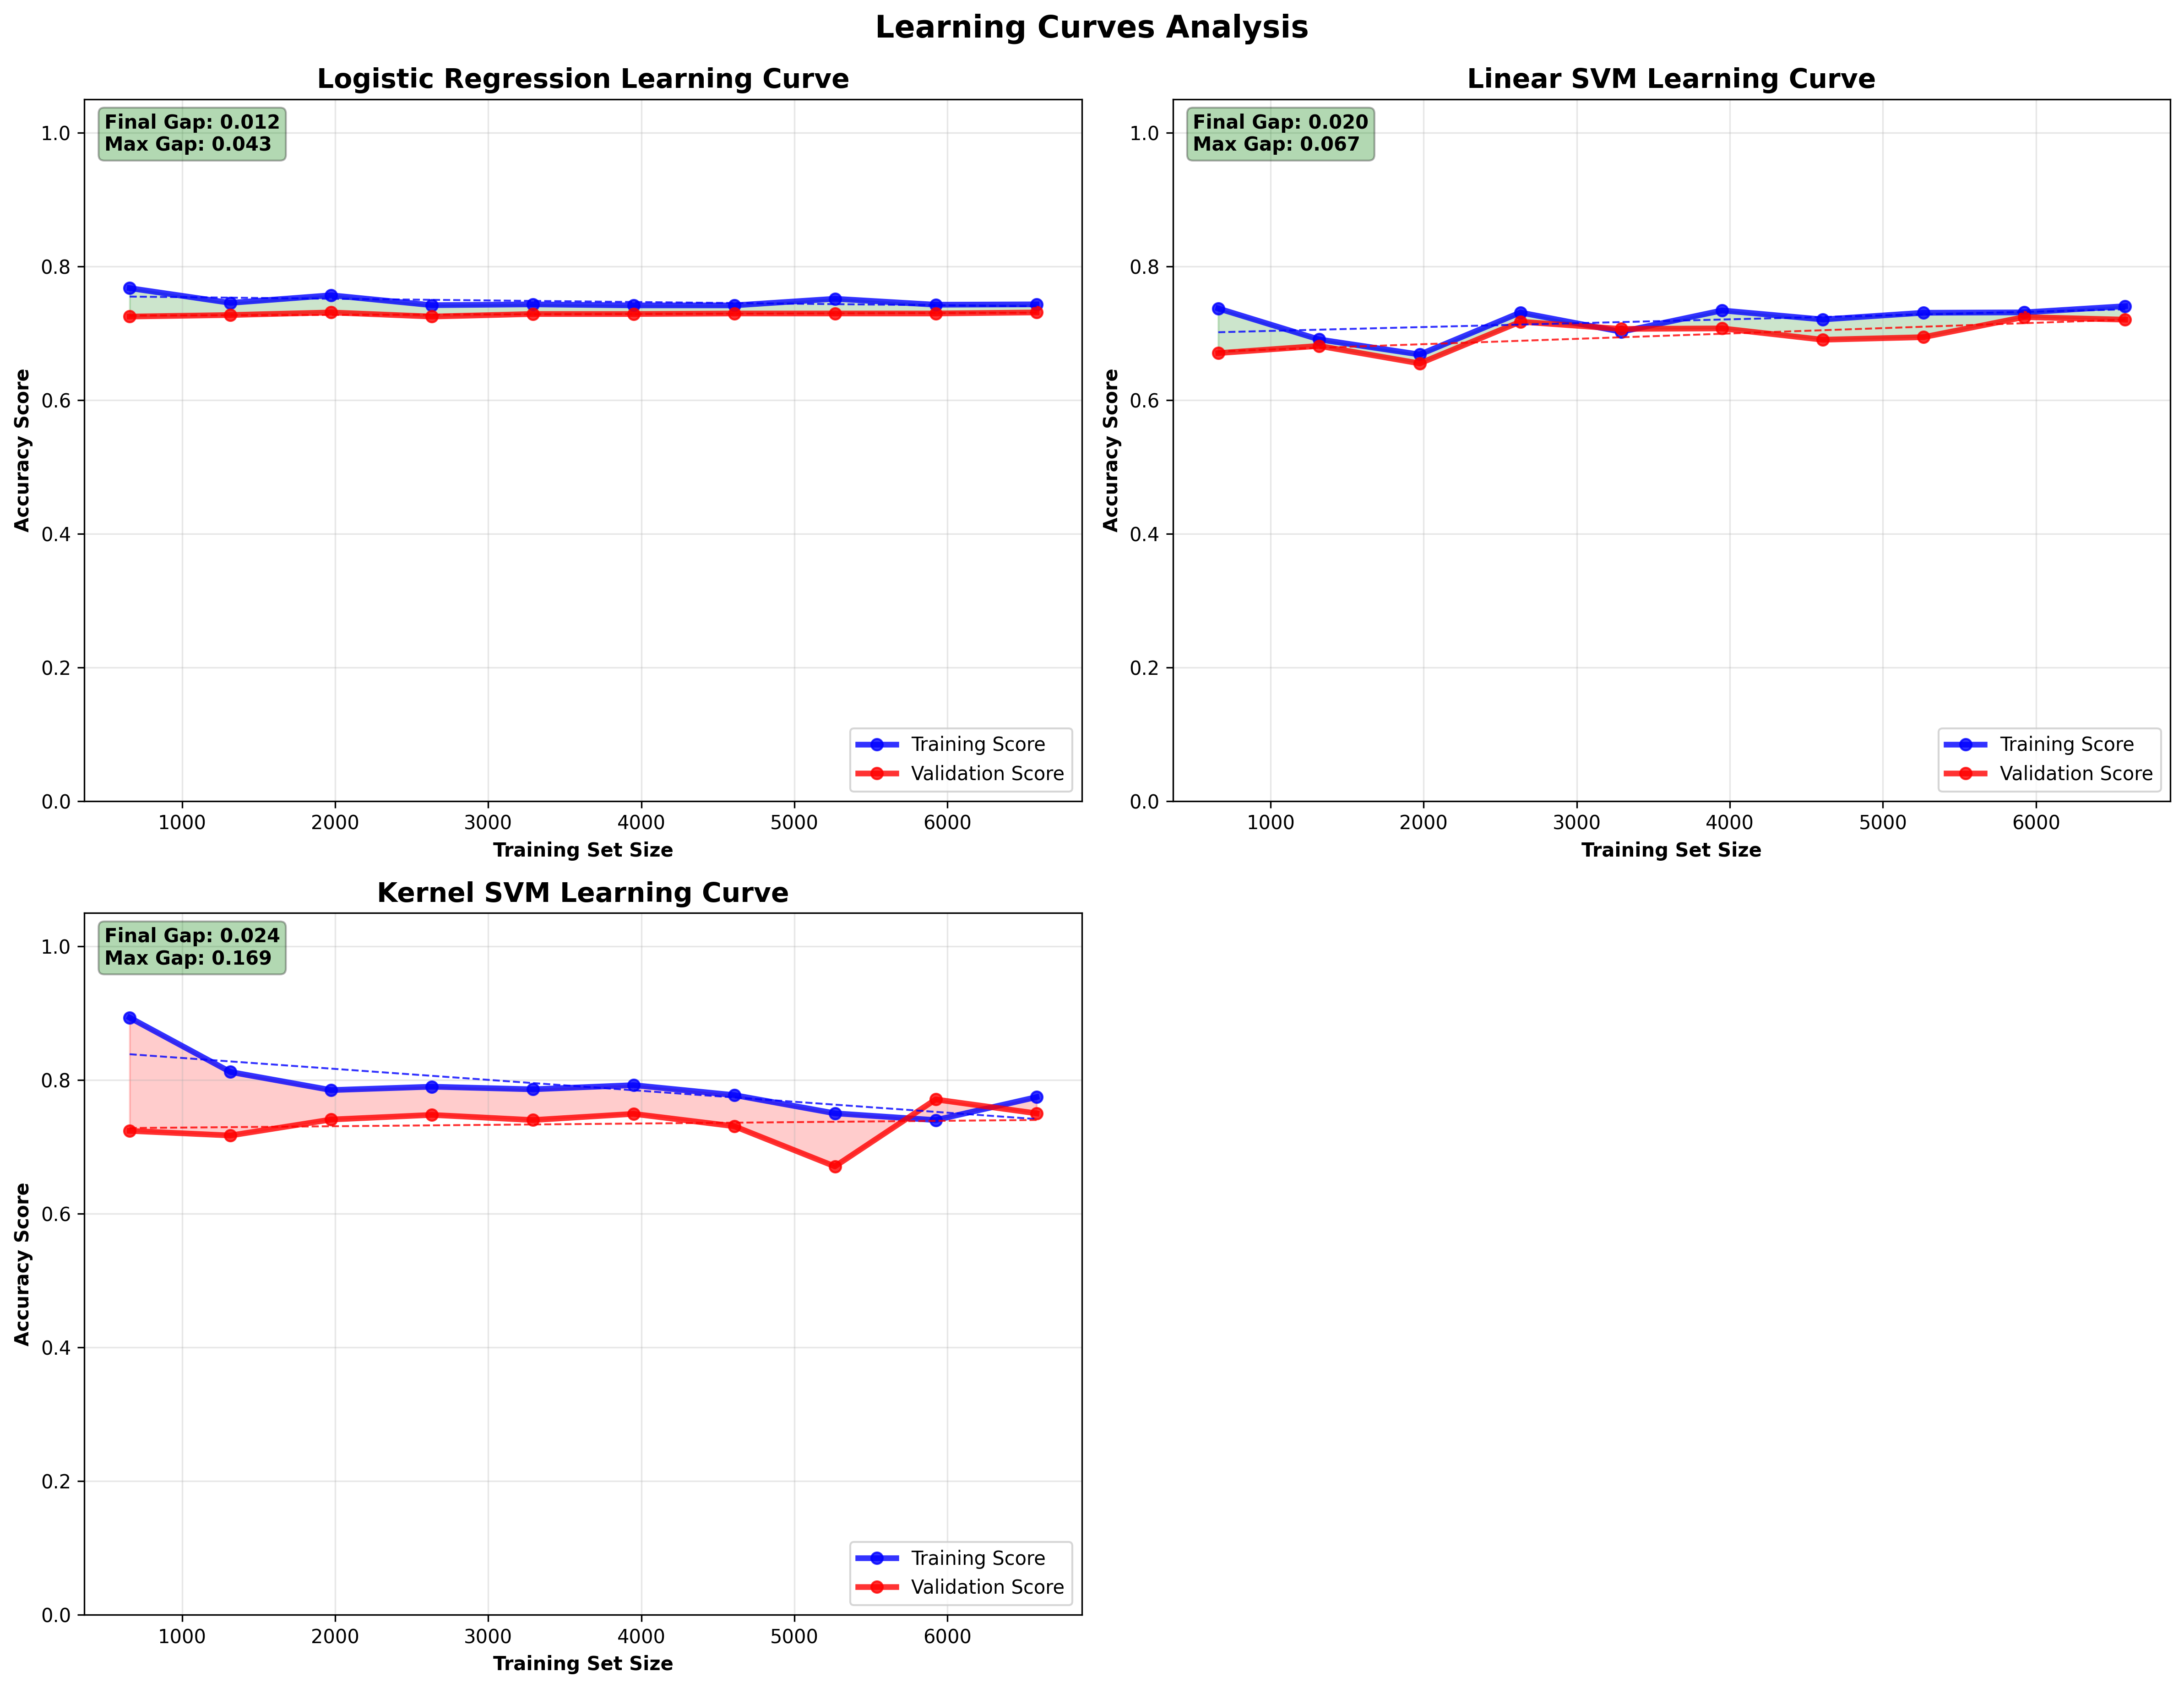 Learning Curves Analysis
Logistic Regression Learning Curve
Final Gap: 0.012
Max Gap: 0.043
1.0
0.8
0.6
0.4
0.2
0.0
Accuracy Score
1000 2000 3000 4000 5000 6000
Training Set Size
Training Score
Validation Score
Linear SVM Learning Curve
Final Gap: 0.020
Max Gap: 0.067
1.0
0.8
0.6
0.4
0.2
0.0
Accuracy Score
1000 2000 3000 4000 5000 6000
Training Set Size
Training Score
Validation Score
Kernel SVM Learning Curve
Final Gap: 0.024
Max Gap: 0.169
1.0
0.8
0.6
0.4
0.2
0.0
Accuracy Score
1000 2000 3000 4000 5000 6000
Training Set Size
Training Score
Validation Score